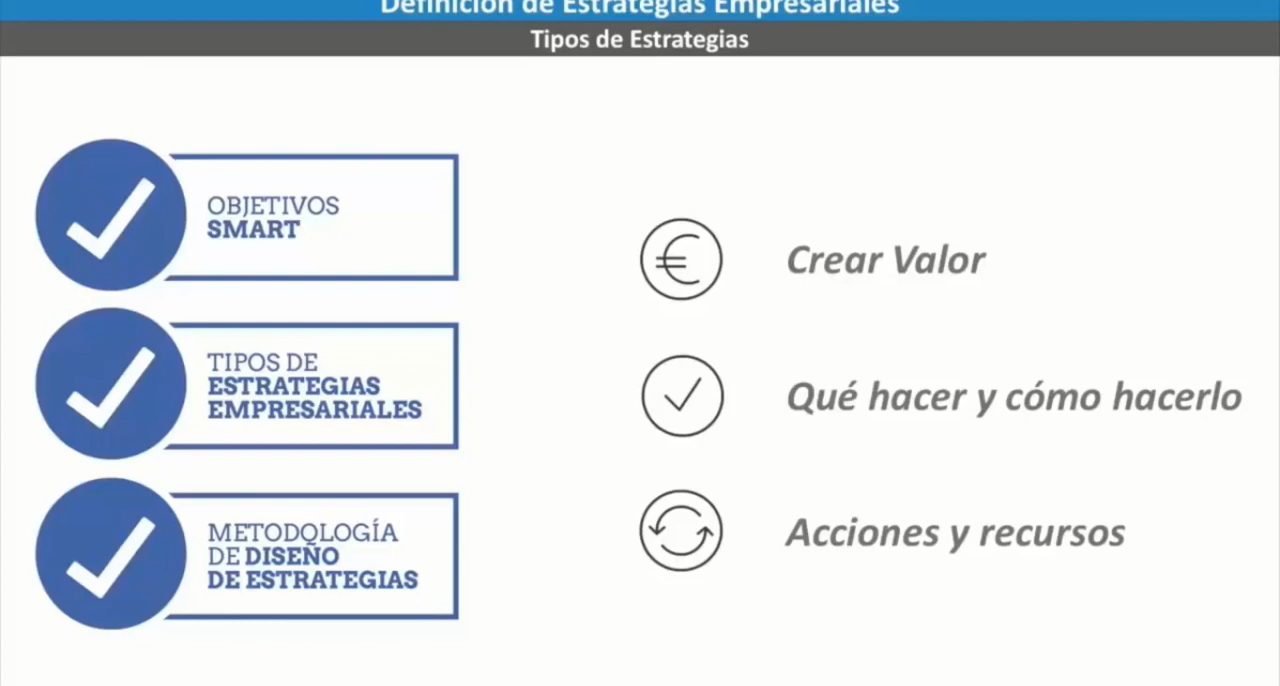 Definición de Estrategias Empresariales
Tipos de Estrategias
OBJETIVOS
SMART
TIPOS DE
ESTRATEGIAS
EMPRESARIALES
METODOLOGÍA
DE DISEÑO
DE ESTRATEGIAS
€
Crear Valor
Qué hacer y cómo hacerlo
Acciones y recursos